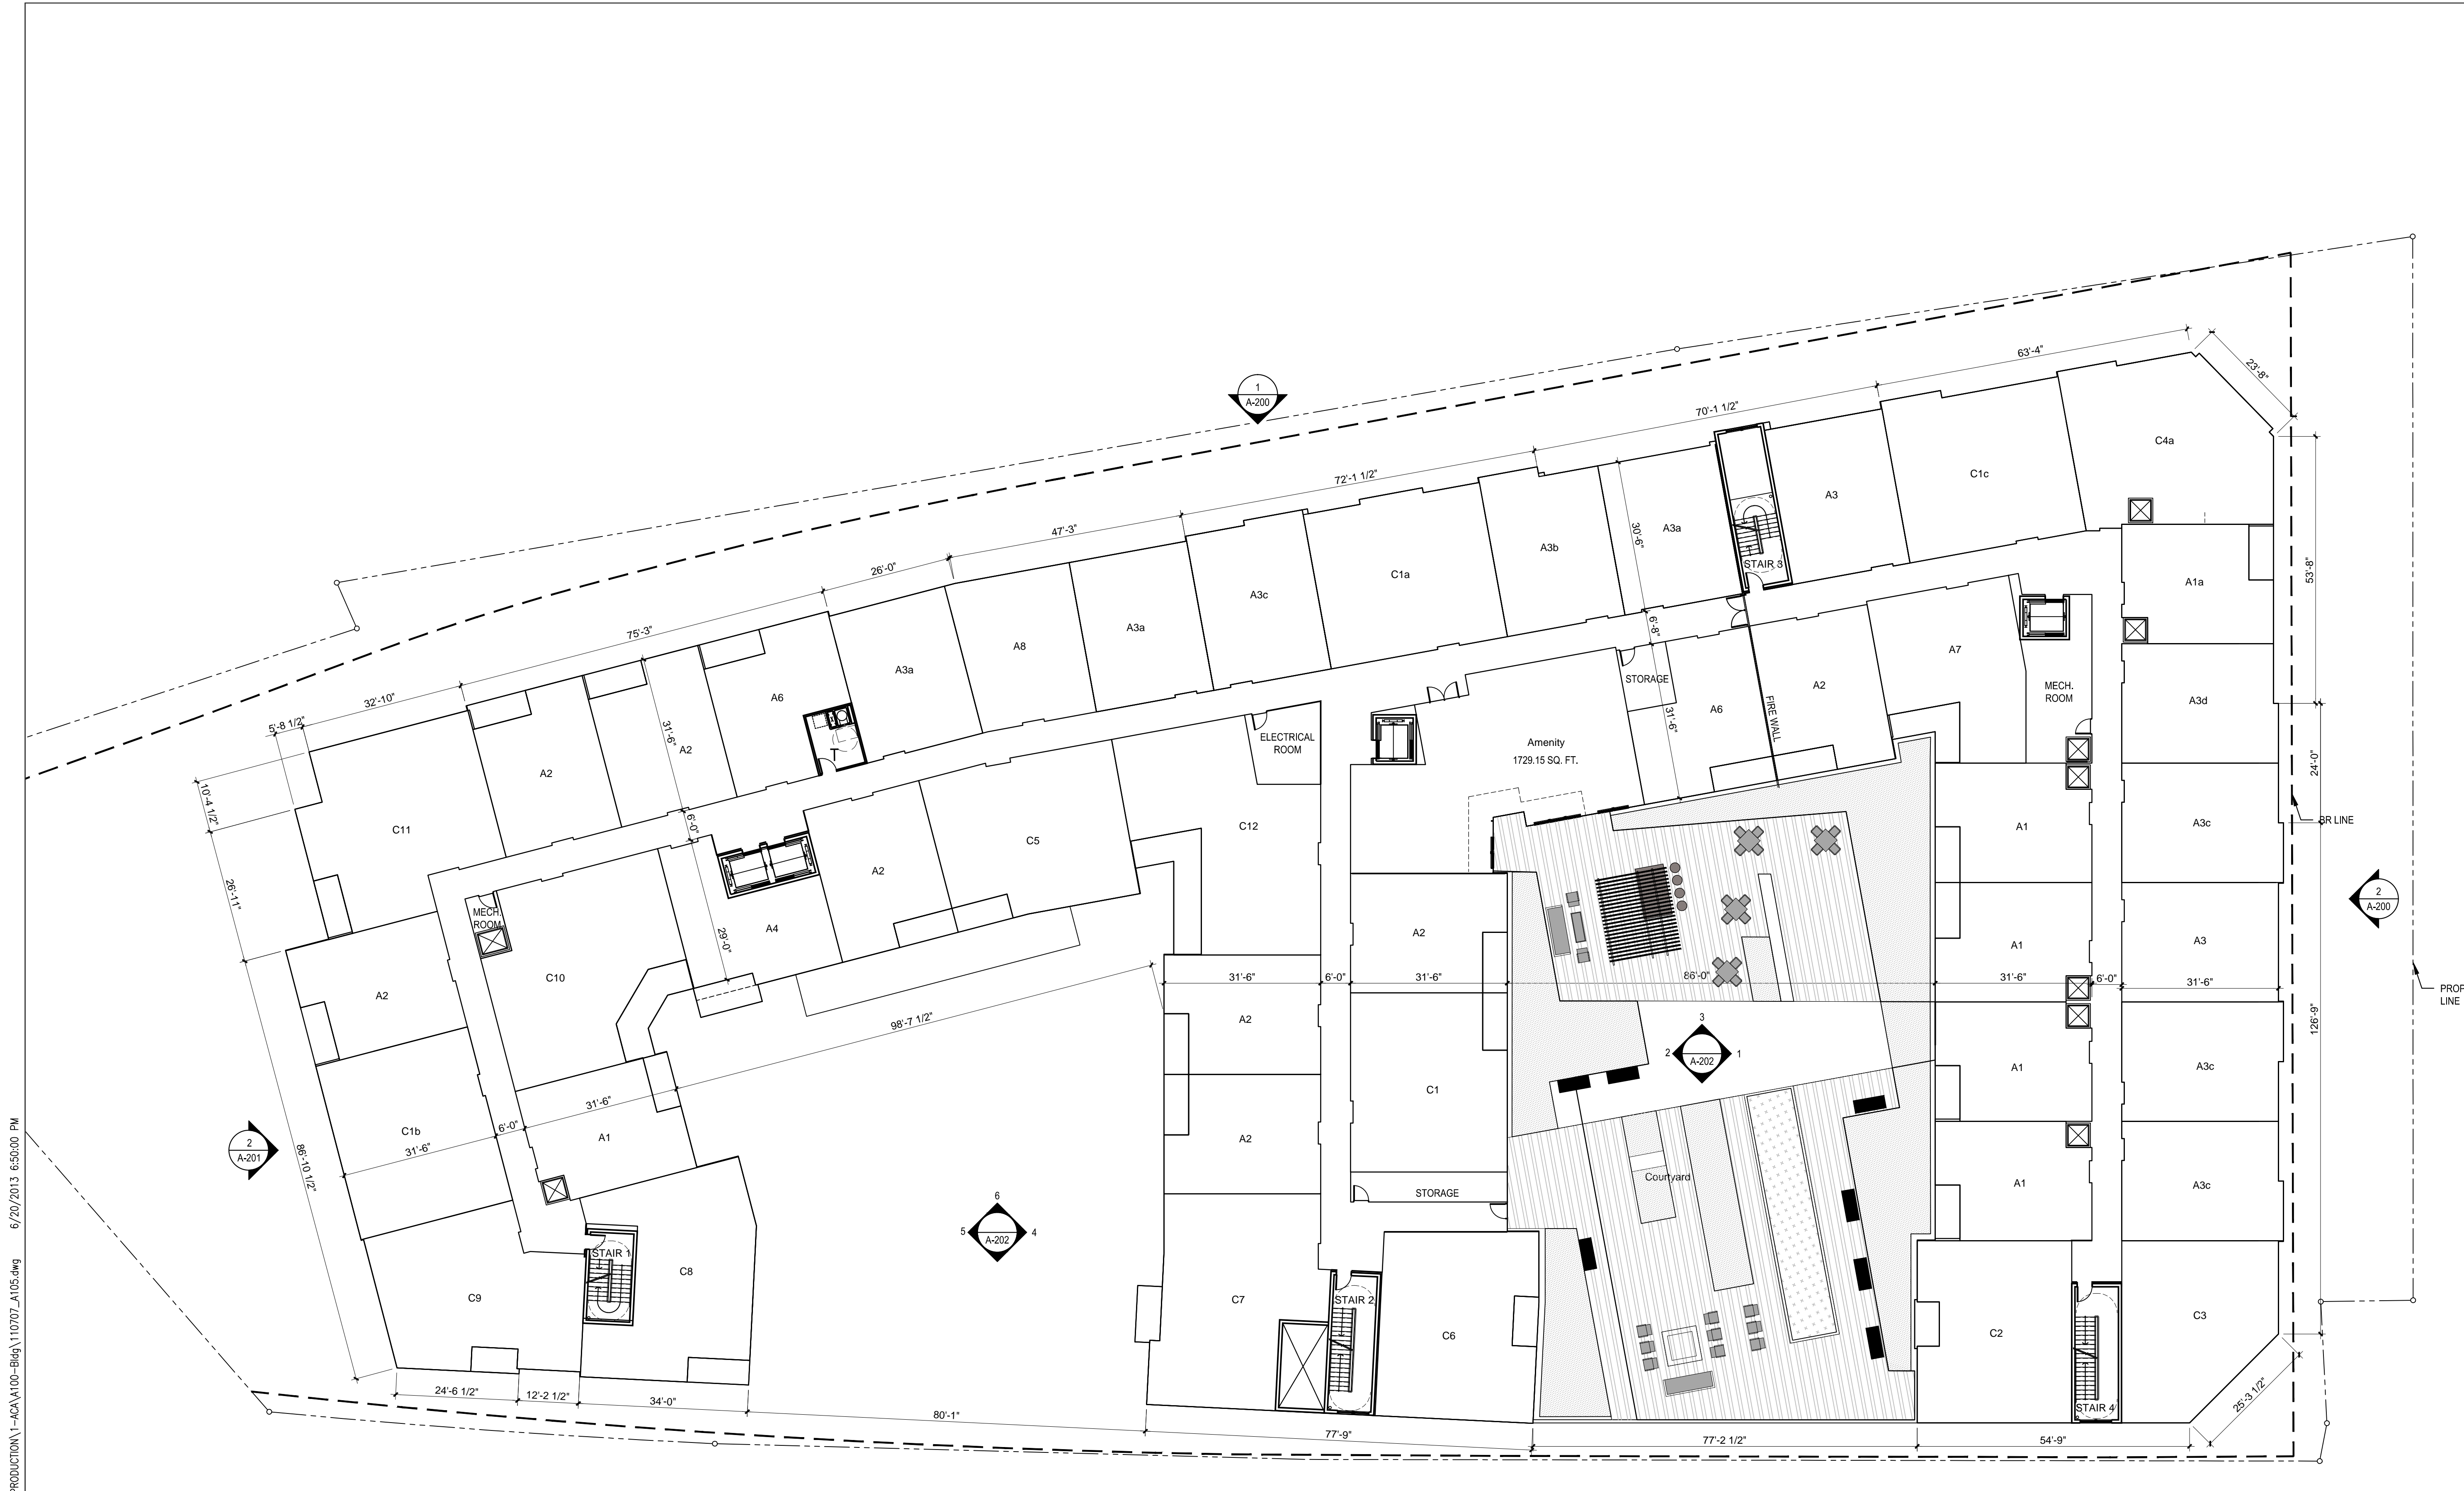 1
A-200
63'-4"
23'-8"
70'-1 1/2"
72'-1 1/2"
47'-3"
26'-0"
75'-3"
32'-10"
5'-8 1/2"
10'-4 1/2"
26'-11"
86'-10 1/2"
C4a
C1c
A3
STAIR 3
A3a
30'-6"
A3b
C1a
A3c
A3a
A8
A3a
A6
A2
31'-6"
A2
C11
53'-8"
A1a
6'-8"
STORAGE
31'-6"
A6
FIRE WALL
A2
A7
MECH.
ROOM
A3d
24'-0"
ELECTRICAL
ROOM
Amenity
1729.15 SQ. FT.
6'-0"
C12
C5
A2
A4
29'-0"
MECH.
ROOM
C10
A2
A1
A3c
BR LINE
2
A-200
A2
A1
A3
31'-6"
6'-0"
31'-6"
86'-0"
31'-6"
6'-0"
31'-6"
PROP
LINE
126'-9"
98'-7 1/2"
A2
3
2
A-202
1
A1
A3c
C1
31'-6"
A1
6'-0"
31'-6"
C1b
2
A-201
A2
Courtyard
A1
A3c
STORAGE
6
5
A-202
4
STAIR 1
C8
C9
C7
STAIR 2
C6
C2
C3
STAIR 4
25'-3 1/2"
24'-6 1/2"
12'-2 1/2"
34'-0"
80'-1"
77'-9"
77'-2 1/2"
54'-9"
PRODUCTION\1-ACA\A100-Bldg\110707_A105.dwg 6/20/2013 6:50:00 PM